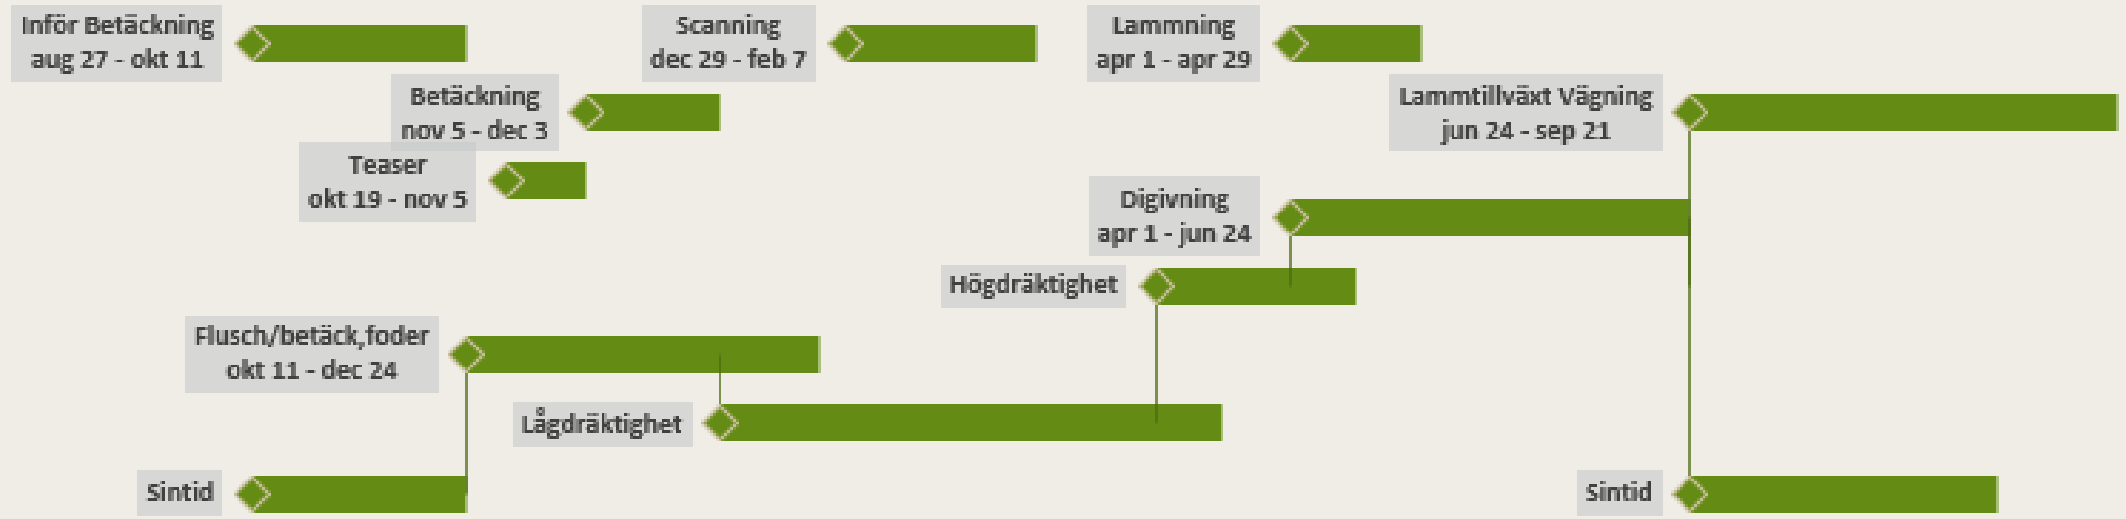 Inför Betäckning
aug 27 - okt 11
Scanning
dec 29 - feb 7
Lammning
apr 1 - apr 29
Betäckning
nov 5 - dec 3
Lammtillväxt Vägning
jun 24 - sep 21
Teaser
okt 19 - nov 5
Digivning
apr 1 - jun 24
Högdräktighet
Flusch/betäck,foder
okt 11 - dec 24
Lågdräktighet
Sintid
Sintid